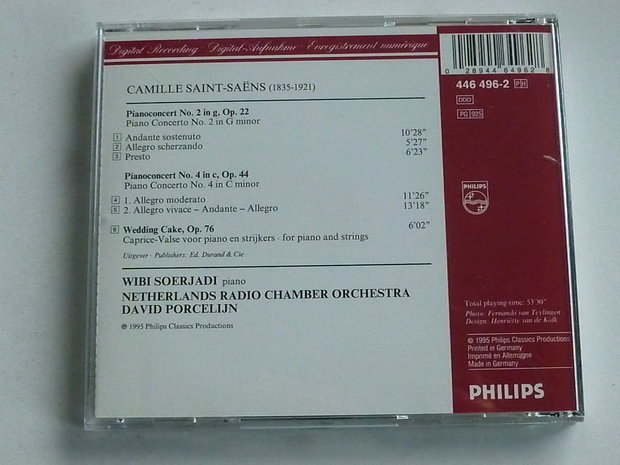 Digital Recording · Digital-Aufnahme · Enregistrement numérique
CAMILLE SAINT-SAËNS (1835-1921)
Pianoconcert No. 2 in g, Op. 22
Piano Concerto No. 2 in G minor
1 Andante sostenuto 10'28"
2 Allegro scherzando 5'27"
3 Presto 6'23"
Pianoconcert No. 4 in c, Op. 44
Piano Concerto No. 4 in C minor
4 1. Allegro moderato 11'26"
5 2. Allegro vivace – Andante – Allegro 13'18"
6 Wedding Cake, Op. 76 6'02"
Caprice-Valse voor piano en strijkers · for piano and strings
Uitgever · Publishers: Ed. Durand & Cie
WIBI SOERJADI piano
NETHERLANDS RADIO CHAMBER ORCHESTRA
DAVID PORCELIJN
℗ 1995 Philips Classics Productions
0 28944 64962 8
446 496-2 PH
DDD
PG 925
PHILIPS
Total playing-time: 53'30"
Photo: Fernando van Teylingen
Design: Henriëtte van de Kolk
© 1995 Philips Classics Productions
Printed in Germany
Imprimé en Allemagne
Made in Germany
PHILIPS